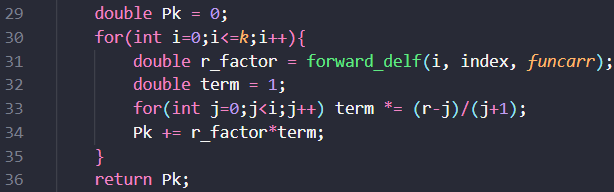 29 double Pk = 0;
30 for(int i=0;i<=k;i++){
31 double r_factor = forward_delf(i, index, funcarr);
32 double term = 1;
33 for(int j=0;j<i;j++) term *= (r-j)/(j+1);
34 Pk += r_factor*term;
35 }
36 return Pk;